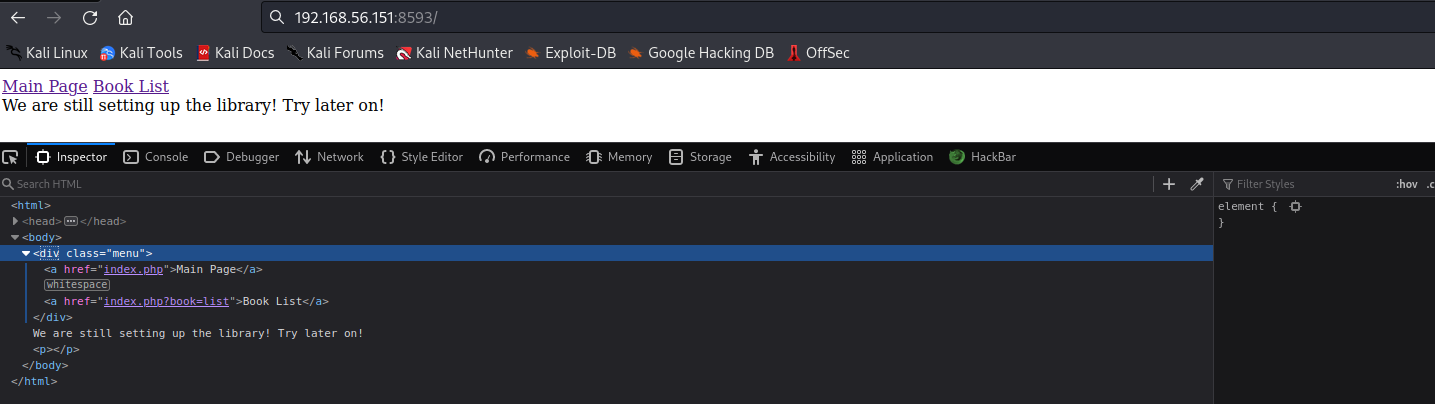 192.168.56.151:8593/
Kali Linux Kali Tools Kali Docs Kali Forums Kali NetHunter Exploit-DB Google Hacking DB OffSec
Main Page Book List
We are still setting up the library! Try later on!
Inspector Console Debugger Network Style Editor Performance Memory Storage Accessibility Application HackBar
Search HTML Filter Styles :hov .c
<html>
<head> </head>
<body>
<div class="menu">
<a href="index.php">Main Page</a>
whitespace
<a href="index.php?book=list">Book List</a>
</div>
We are still setting up the library! Try later on!
<p></p>
</body>
</html>
element {
}